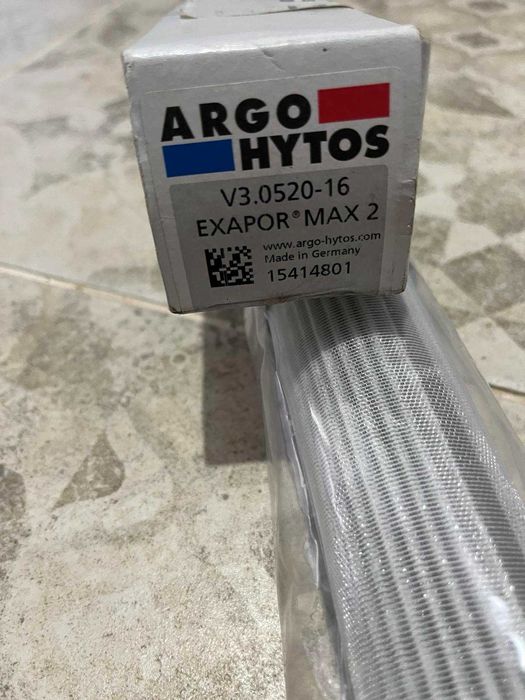 ARGO
HYTOS
V3.0520-16
EXAPOR® MAX 2
www.argo-hytos.com
Made in Germany
15414801